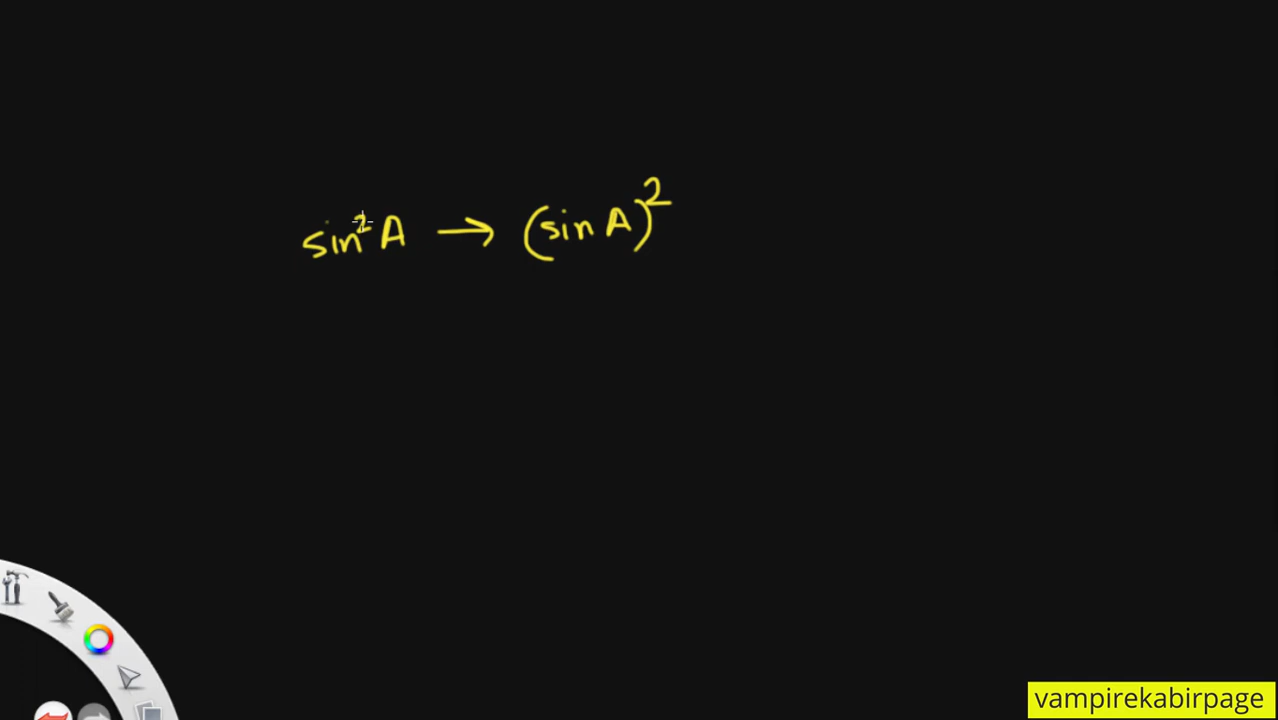 sin²A → (sin A)²
vampirekabirpage